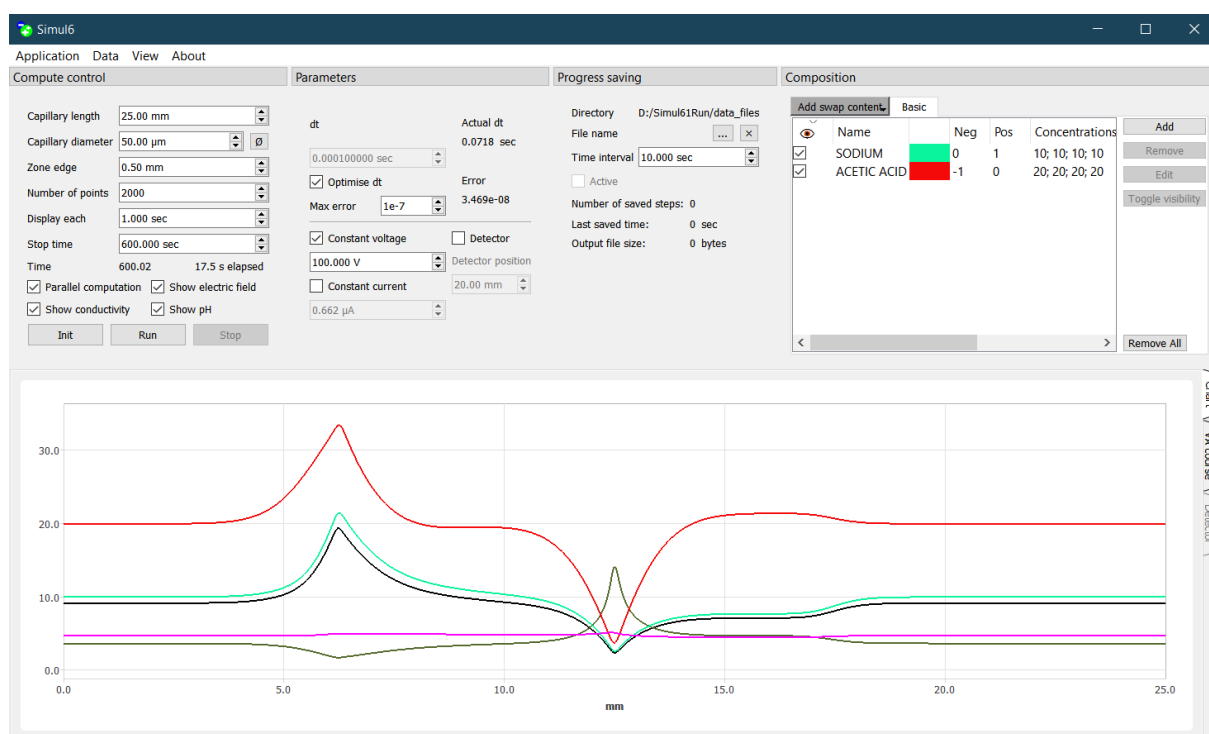 Simul6
Application Data View About
Compute control
Parameters
Progress saving
Composition
Capillary length 25.00 mm
Capillary diameter 50.00 µm Ø
Zone edge 0.50 mm
Number of points 2000
Display each 1.000 sec
Stop time 600.000 sec
Time 600.02 17.5 s elapsed
Parallel computation Show electric field
Show conductivity Show pH
Init Run Stop
dt Actual dt
0.0718 sec
0.000100000 sec
Optimise dt Error
Max error 1e-7 3.469e-08
Constant voltage Detector
100.000 V Detector position
Constant current 20.00 mm
0.662 µA
Directory D:/Simul61Run/data_files
File name ... ×
Time interval 10.000 sec
Active
Number of saved steps: 0
Last saved time: 0 sec
Output file size: 0 bytes
Add swap content Basic
Name Neg Pos Concentrations
SODIUM 0 1 10; 10; 10; 10
ACETIC ACID -1 0 20; 20; 20; 20
Add
Remove
Edit
Toggle visibility
Remove All
30.0
20.0
10.0
0.0
0.0 5.0 10.0 15.0 20.0 25.0
mm